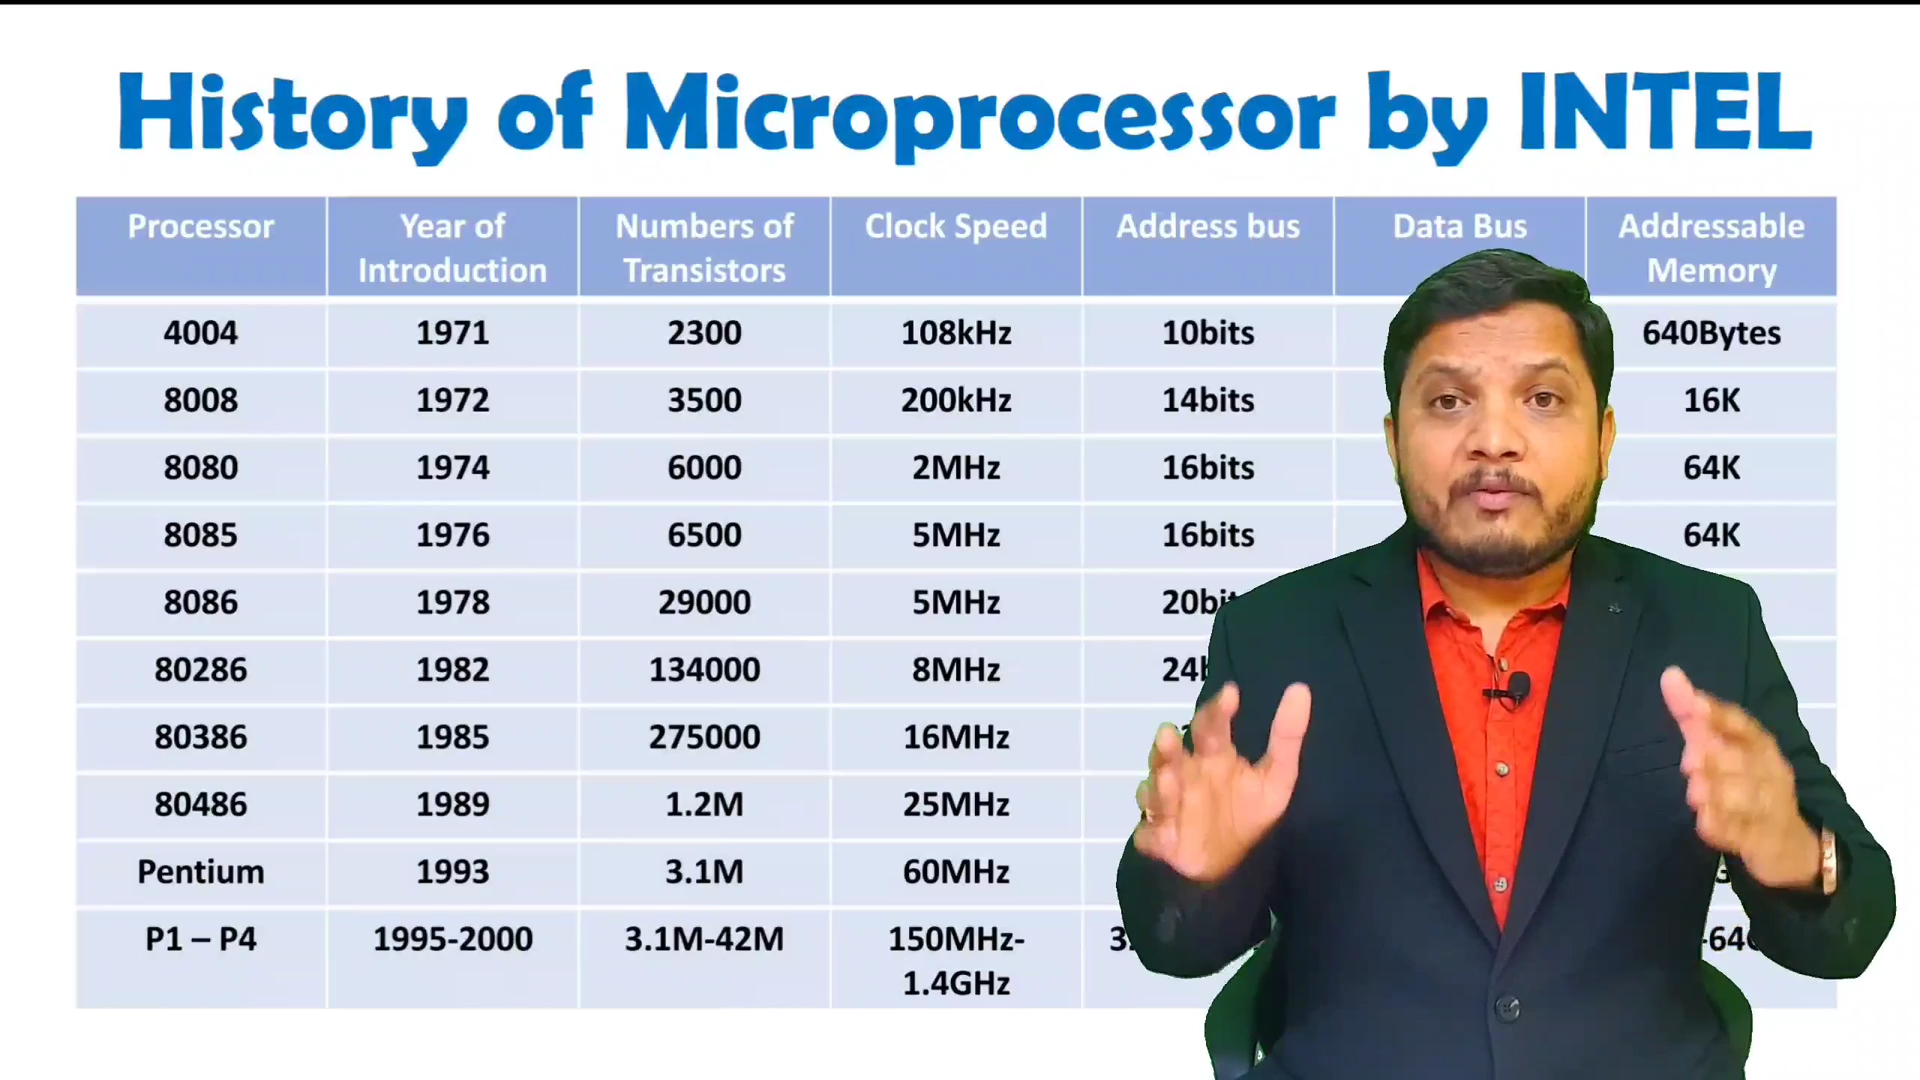 History of Microprocessor by INTEL
Processor Year of Introduction Numbers of Transistors Clock Speed Address bus Data Bus Addressable Memory
4004 1971 2300 108kHz 10bits 640Bytes
8008 1972 3500 200kHz 14bits 16K
8080 1974 6000 2MHz 16bits 64K
8085 1976 6500 5MHz 16bits 64K
8086 1978 29000 5MHz
80286 1982 134000 8MHz
80386 1985 275000 16MHz
80486 1989 1.2M 25MHz
Pentium 1993 3.1M 60MHz
P1 – P4 1995-2000 3.1M-42M 150MHz-1.4GHz